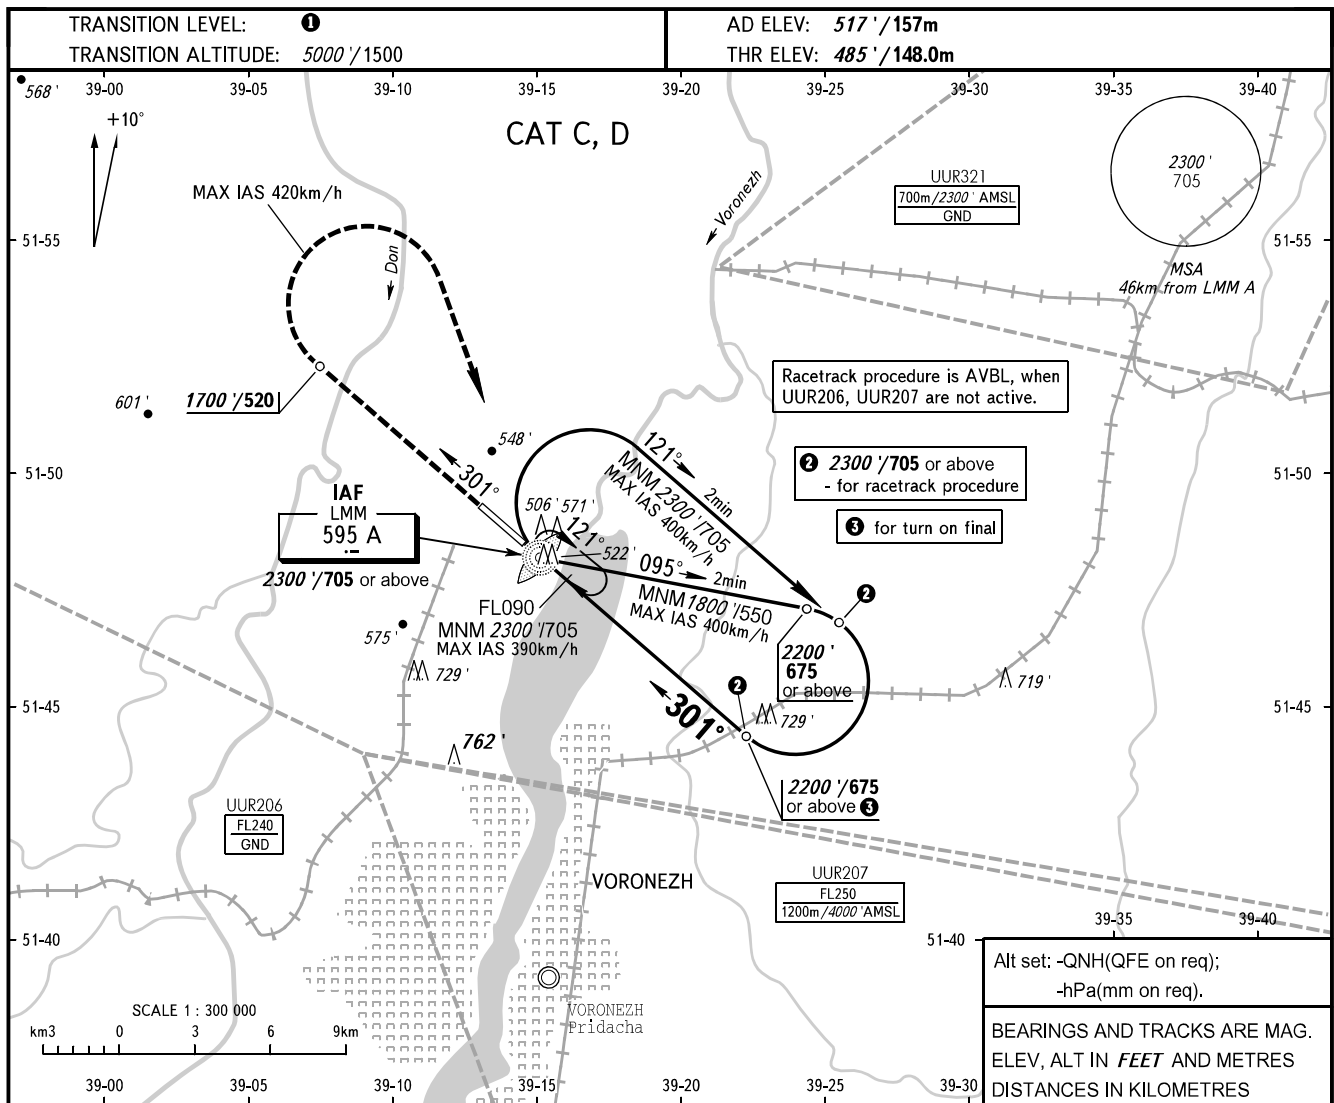 TRANSITION LEVEL: ❶
TRANSITION ALTITUDE: 5000 '/1500
AD ELEV: 517 '/157m
THR ELEV: 485 '/148.0m
568 '
39-00 39-05 39-10 39-15 39-20 39-25 39-30 39-35 39-40
+10°
CAT C, D
2300 '
705
MAX IAS 420km/h
UUR321
700m/2300 ' AMSL
GND
Voronezh
51-55
51-55
Don
MSA
46km from LMM A
Racetrack procedure is AVBL, when
UUR206, UUR207 are not active.
601 '
1700 '/520
548 '
121°
MNM 2300 '/705
MAX IAS 400km/h
2min
❷ 2300 '/705 or above
- for racetrack procedure
51-50
51-50
301°
IAF
LMM
595 A
2300 '/705 or above
506 ' 571 '
121°
522 '
❸ for turn on final
095° 2min
MNM 1800 '/550
MAX IAS 400km/h
FL090
MNM 2300 '/705
MAX IAS 390km/h
❷
575 '
2200 '
675
or above
729 '
❷
719 '
301°
729 '
51-45
51-45
762 '
2200 '/675
or above ❸
UUR206
FL240
GND
VORONEZH
UUR207
FL250
1200m/4000 'AMSL
39-35 39-40
51-40
51-40
Alt set: -QNH(QFE on req);
-hPa(mm on req).
VORONEZH
Pridacha
SCALE 1 : 300 000
km3 0 3 6 9km
BEARINGS AND TRACKS ARE MAG.
ELEV, ALT IN FEET AND METRES
DISTANCES IN KILOMETRES
39-00 39-05 39-10 39-15 39-20 39-25 39-30